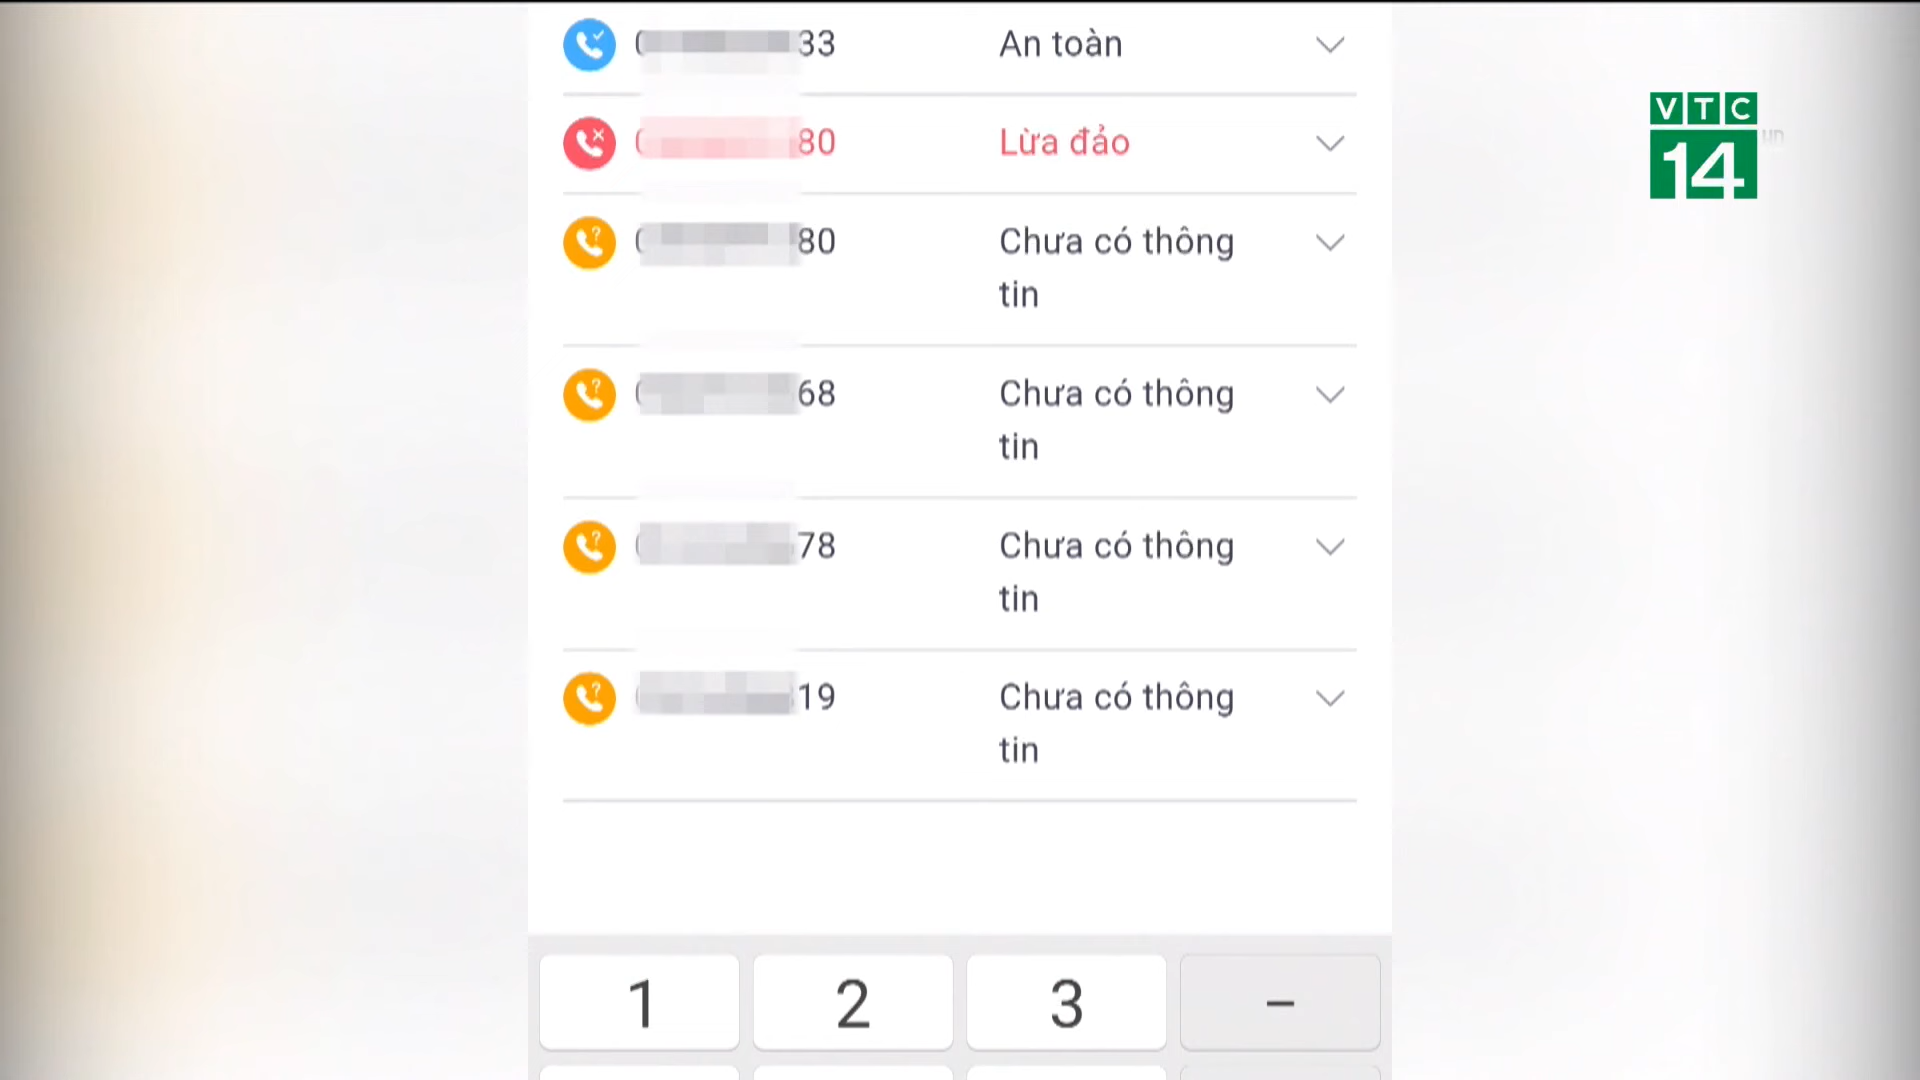 33 An toàn
VTC
14
80 Lừa đảo
80 Chưa có thông
tin
68 Chưa có thông
tin
78 Chưa có thông
tin
19 Chưa có thông
tin
1 2 3 –